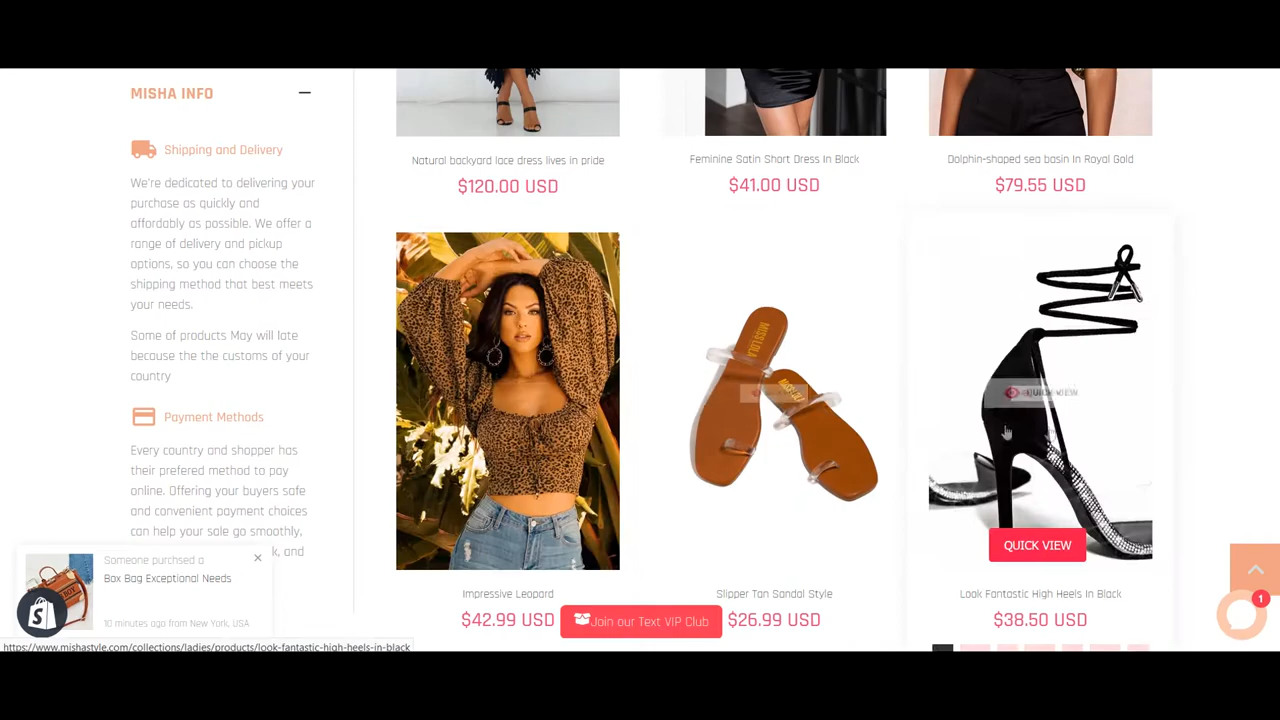 MISHA INFO
Shipping and Delivery
We're dedicated to delivering your
purchase as quickly and
affordably as possible. We offer a
range of delivery and pickup
options, so you can choose the
shipping method that best meets
your needs.
Some of products May will late
because the the customs of your
country
Payment Methods
Every country and shopper has
their prefered method to pay
online. Offering your buyers safe
and convenient payment choices
can help your sale go smoothly,
k, and
Someone purchsed a
Box Bag Exceptional Needs
10 minutes ago from New York, USA
https://www.mishastyle.com/collections/ladies/products/look-fantastic-high-heels-in-black
Natural backyard lace dress lives in pride
$120.00 USD
Feminine Satin Short Dress In Black
$41.00 USD
Dolphin-shaped sea basin In Royal Gold
$79.55 USD
MISS LOLA
QUICK VIEW
QUICK VIEW
Impressive Leopard
$42.99 USD
Slipper Tan Sandal Style
$26.99 USD
Look Fantastic High Heels In Black
$38.50 USD
Join our Text VIP Club
1